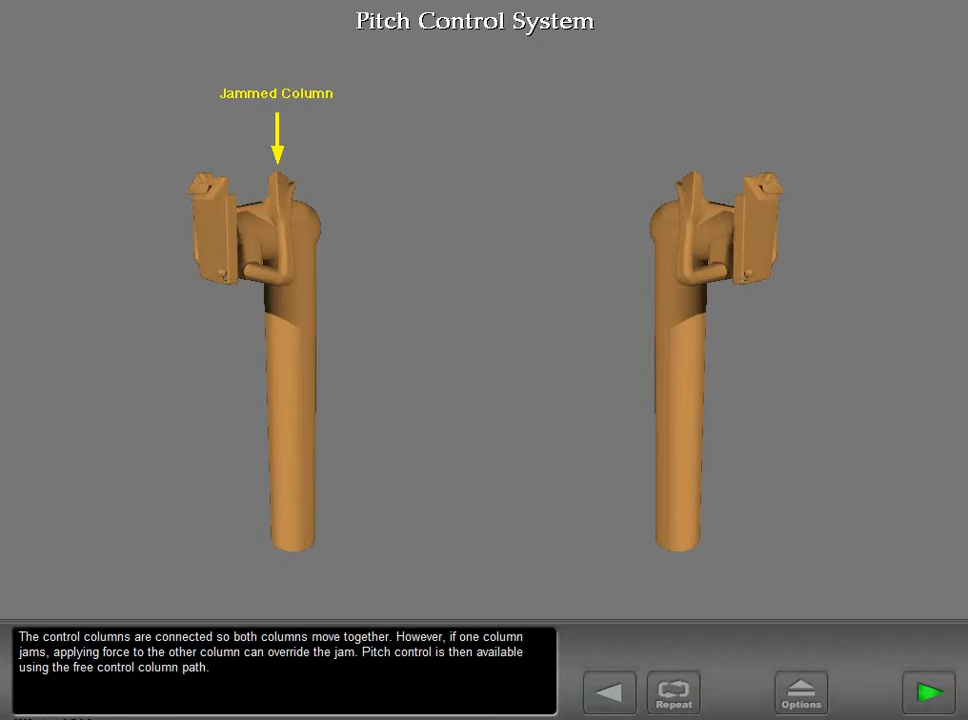 Pitch Control System
Jammed Column
The control columns are connected so both columns move together. However, if one column
jams, applying force to the other column can override the jam. Pitch control is then available
using the free control column path.
Repeat
Options